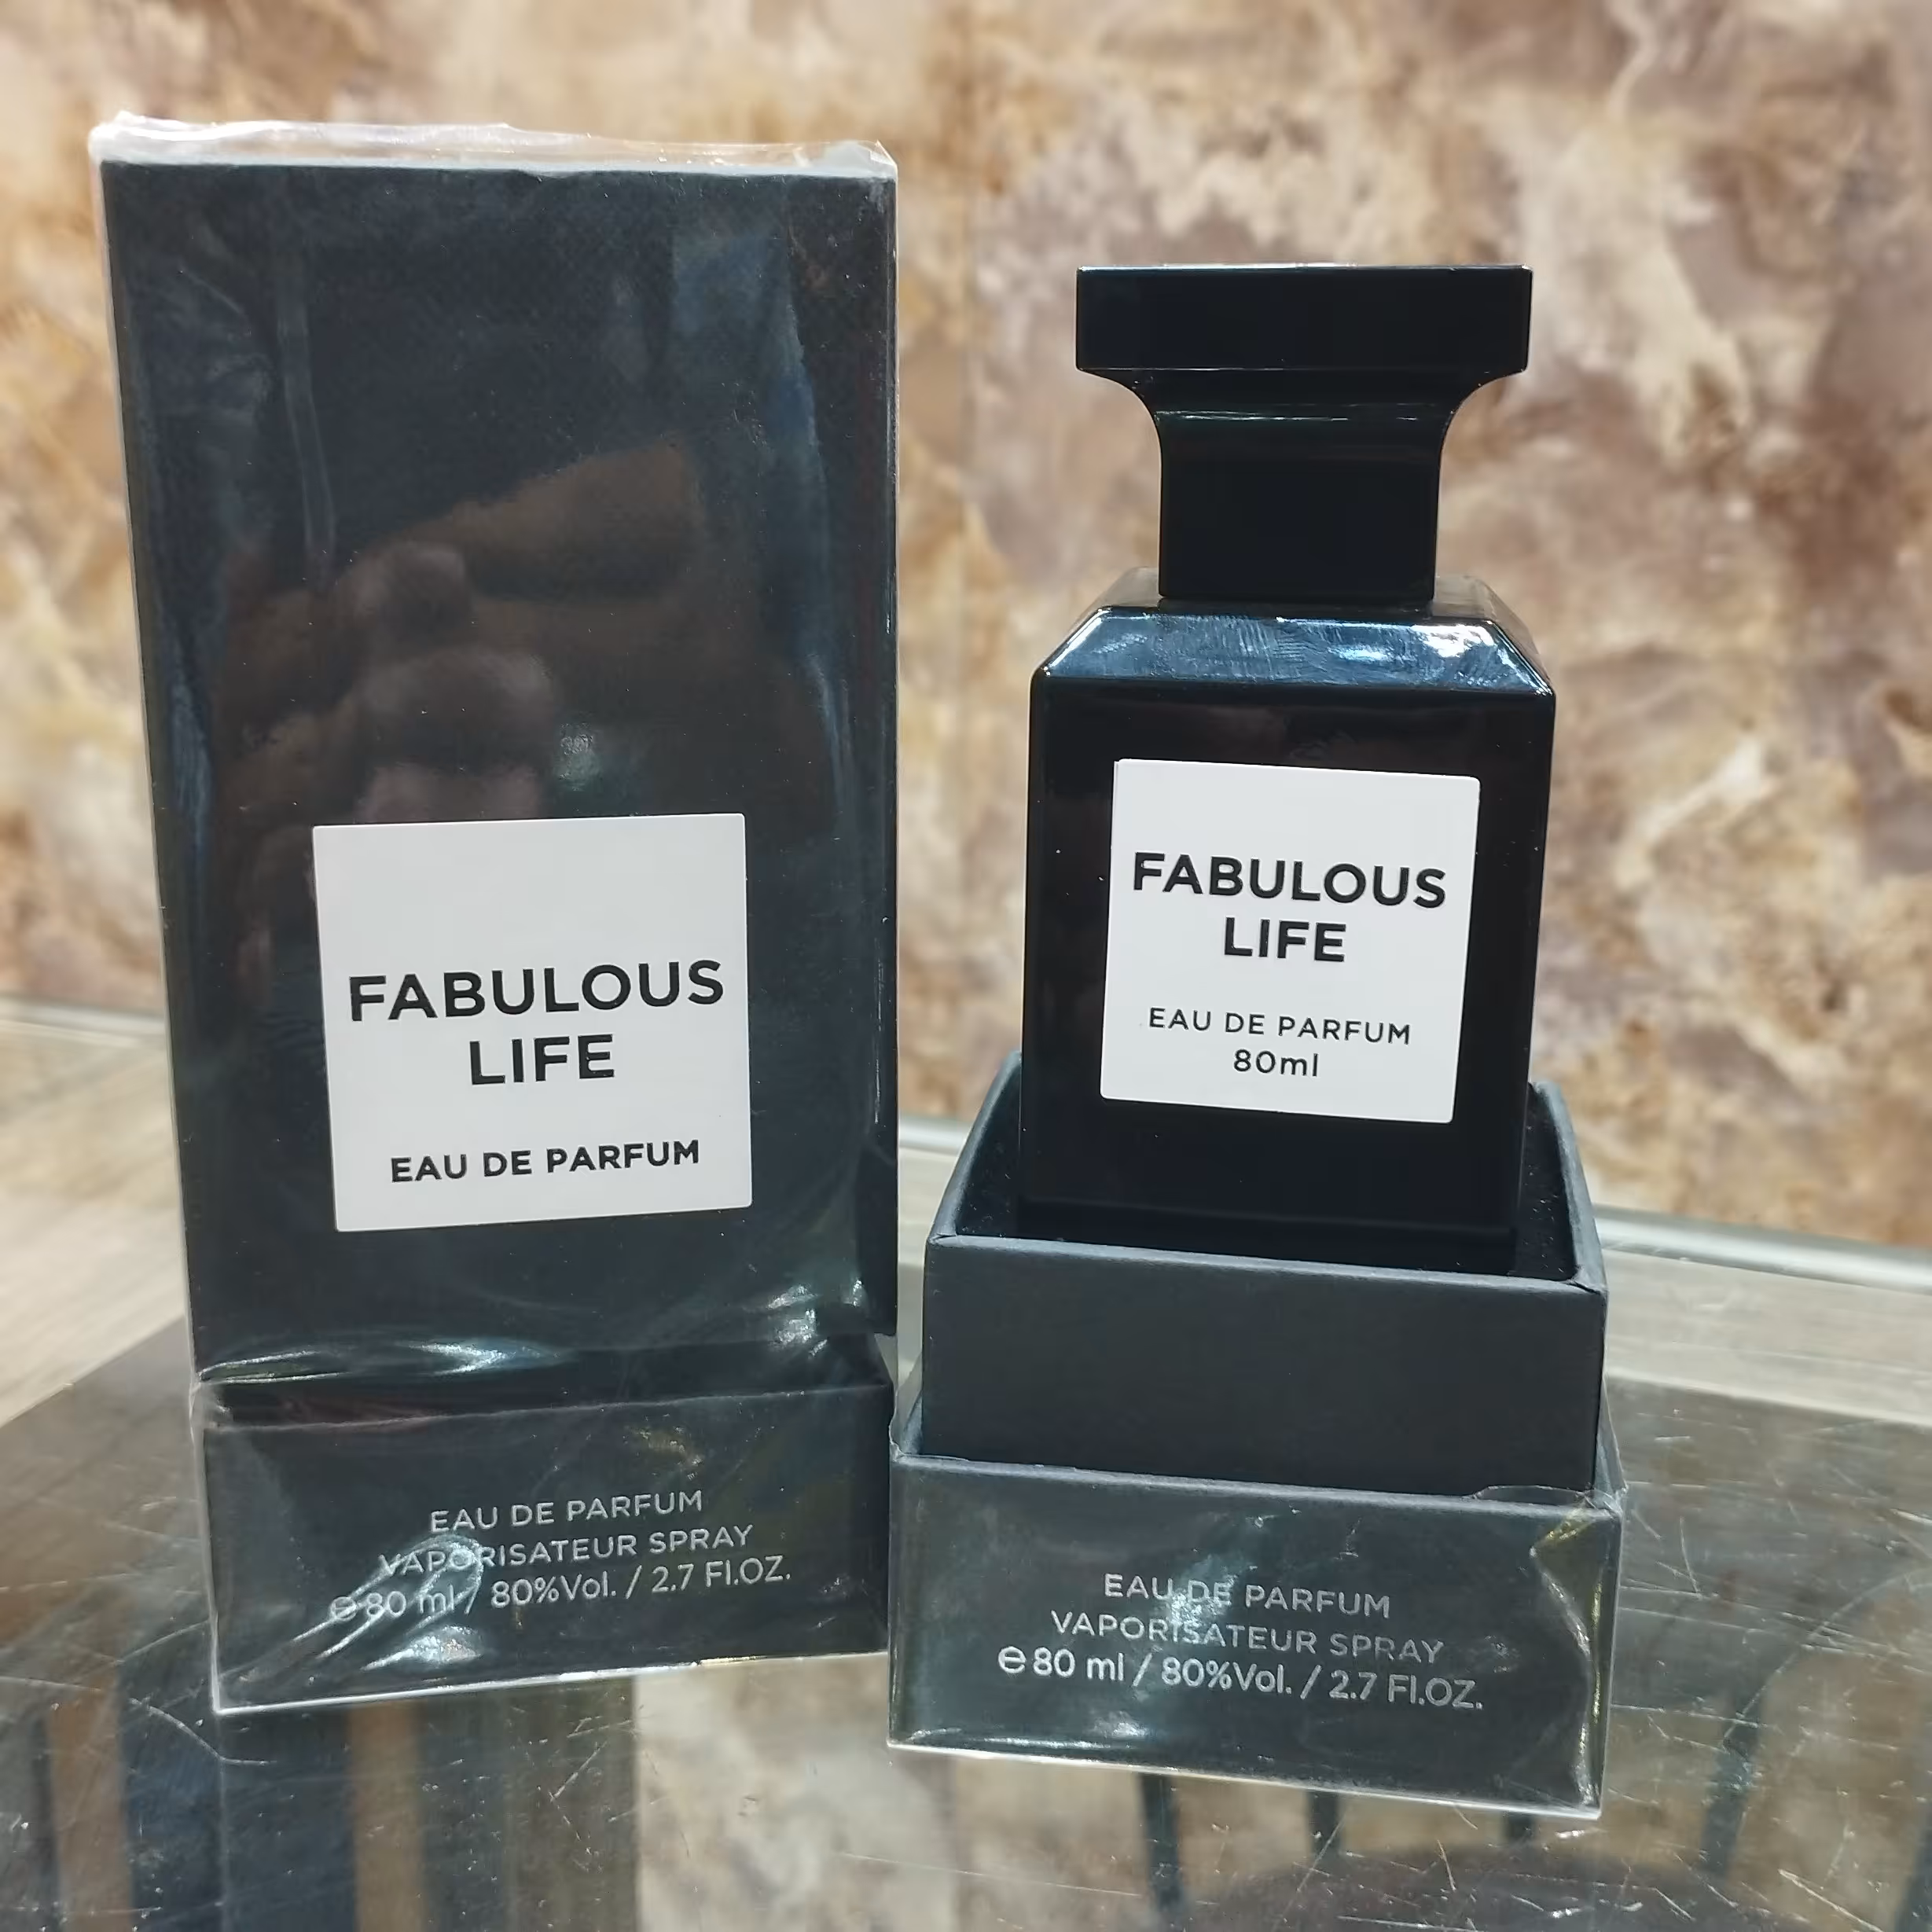 FABULOUS
LIFE
EAU DE PARFUM
EAU DE PARFUM
VAPORISATEUR SPRAY
℮80 ml / 80%Vol. / 2.7 Fl.OZ.
FABULOUS
LIFE
EAU DE PARFUM
80ml
EAU DE PARFUM
VAPORISATEUR SPRAY
℮80 ml / 80%Vol. / 2.7 Fl.OZ.